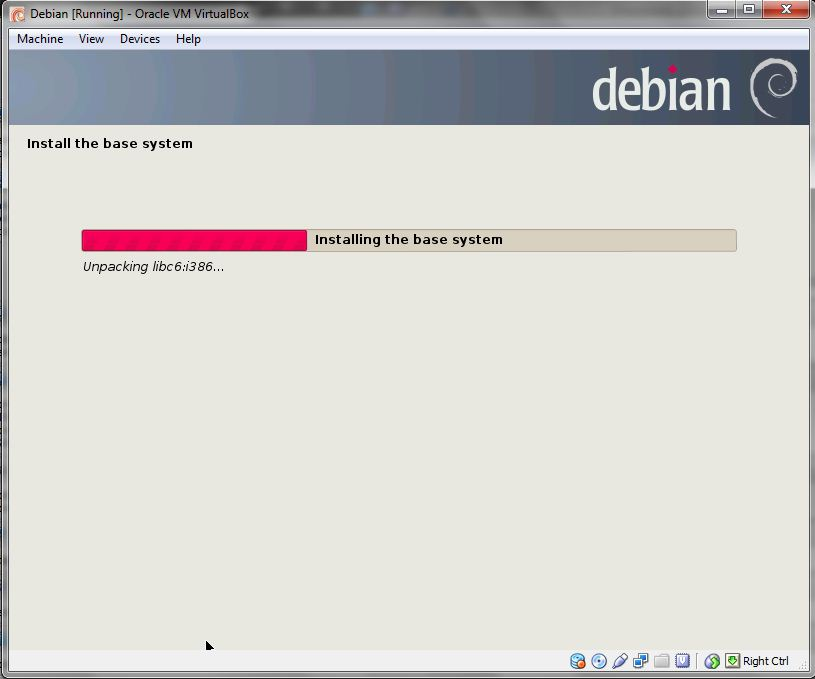 Debian [Running] - Oracle VM VirtualBox
Machine View Devices Help
debian
Install the base system
Installing the base system
Unpacking libc6:i386...
Right Ctrl